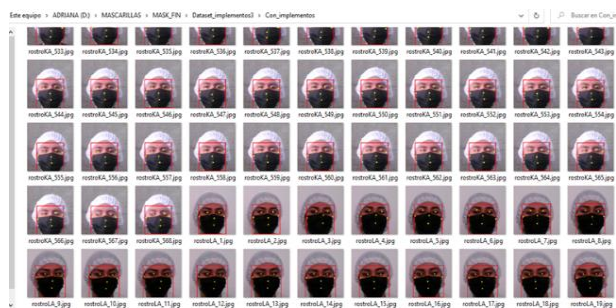 Este equipo > ADRIANA (D:) > MASCARILLAS > MASK_FIN > Dataset_implementos3 > Con_implementos
Buscar en Con_
rostroKA_533.jpg rostroKA_534.jpg rostroKA_535.jpg rostroKA_536.jpg rostroKA_537.jpg rostroKA_538.jpg rostroKA_539.jpg rostroKA_540.jpg rostroKA_541.jpg rostroKA_542.jpg rostroKA_543.jpg
rostroKA_544.jpg rostroKA_545.jpg rostroKA_546.jpg rostroKA_547.jpg rostroKA_548.jpg rostroKA_549.jpg rostroKA_550.jpg rostroKA_551.jpg rostroKA_552.jpg rostroKA_553.jpg rostroKA_554.jpg
rostroKA_555.jpg rostroKA_556.jpg rostroKA_557.jpg rostroKA_558.jpg rostroKA_559.jpg rostroKA_560.jpg rostroKA_561.jpg rostroKA_562.jpg rostroKA_563.jpg rostroKA_564.jpg rostroKA_565.jpg
rostroKA_566.jpg rostroKA_567.jpg rostroKA_568.jpg rostroLA_1.jpg rostroLA_2.jpg rostroLA_3.jpg rostroLA_4.jpg rostroLA_5.jpg rostroLA_6.jpg rostroLA_7.jpg rostroLA_8.jpg
rostroLA_9.jpg rostroLA_10.jpg rostroLA_11.jpg rostroLA_12.jpg rostroLA_13.jpg rostroLA_14.jpg rostroLA_15.jpg rostroLA_16.jpg rostroLA_17.jpg rostroLA_18.jpg rostroLA_19.jpg